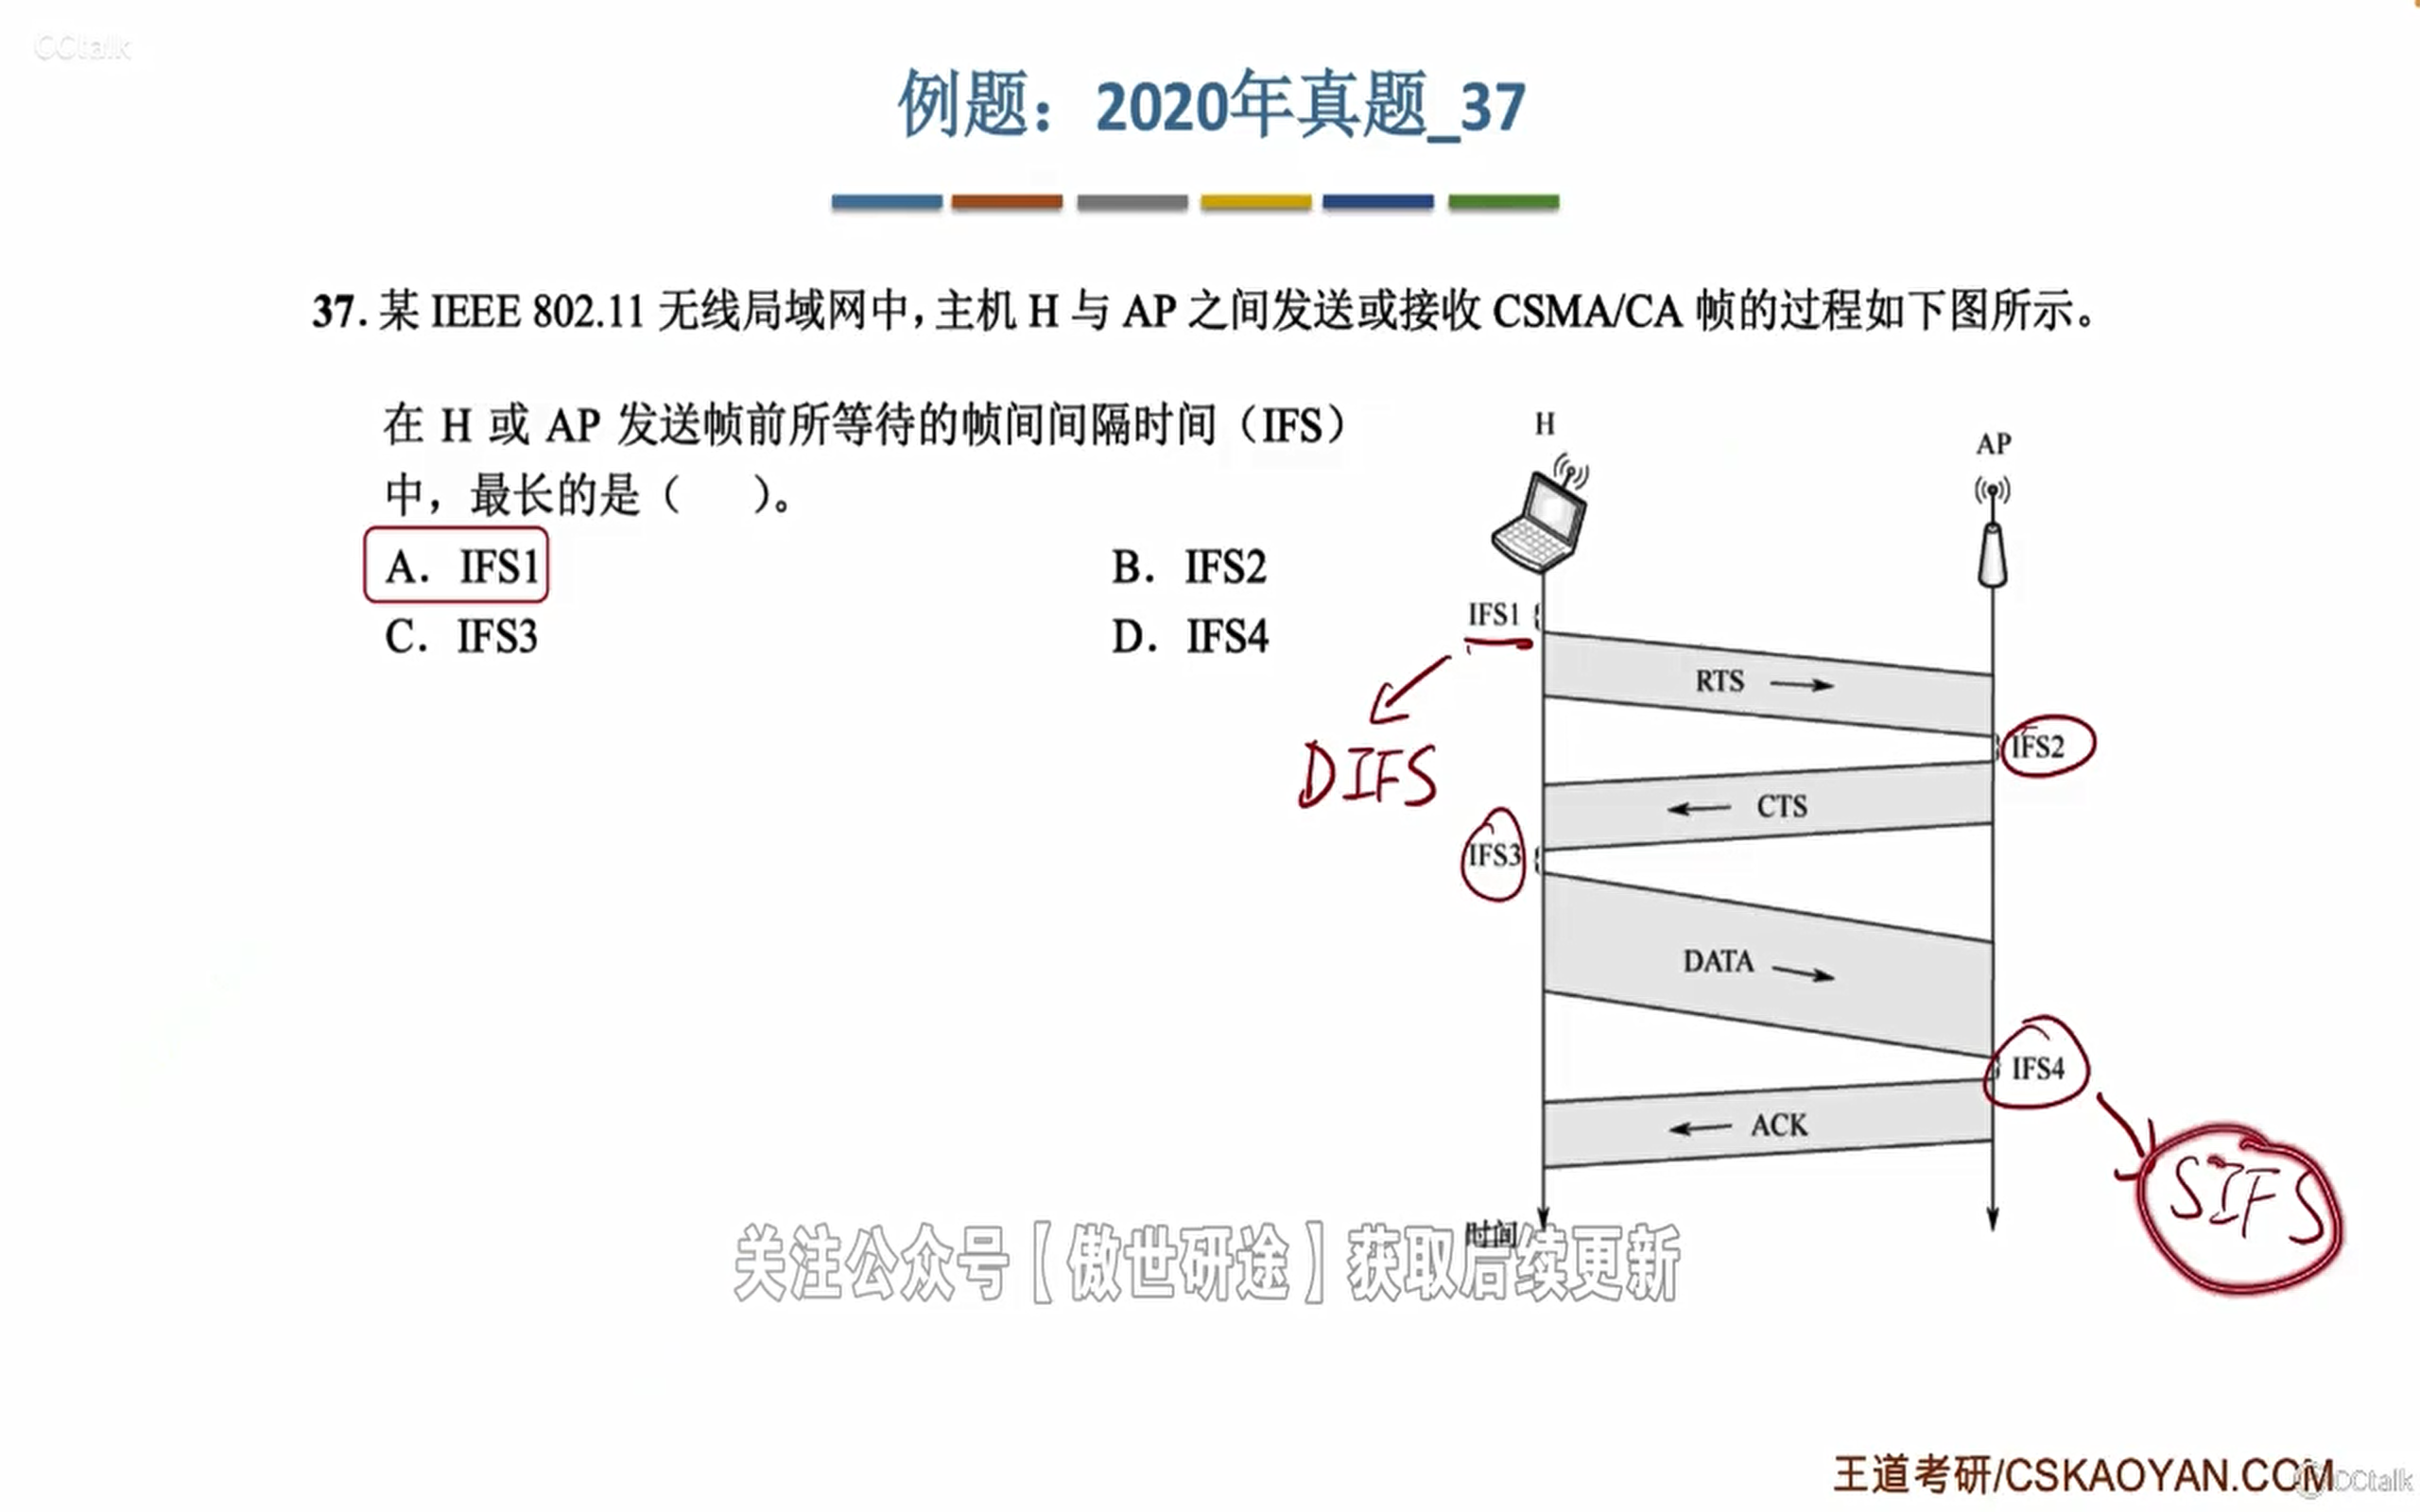 CCtalk
例题：2020年真题_37
37. 某 IEEE 802.11 无线局域网中，主机 H 与 AP 之间发送或接收 CSMA/CA 帧的过程如下图所示。
在 H 或 AP 发送帧前所等待的帧间间隔时间（IFS）
中，最长的是（ ）。
A. IFS1
B. IFS2
C. IFS3
D. IFS4
H
AP
IFS1
RTS
DIFS
IFS2
CTS
IFS3
DATA
IFS4
ACK
SIFS
时间
关注公众号【傲世研途】获取后续更新
王道考研/CSKAOYAN.COM
CCtalk